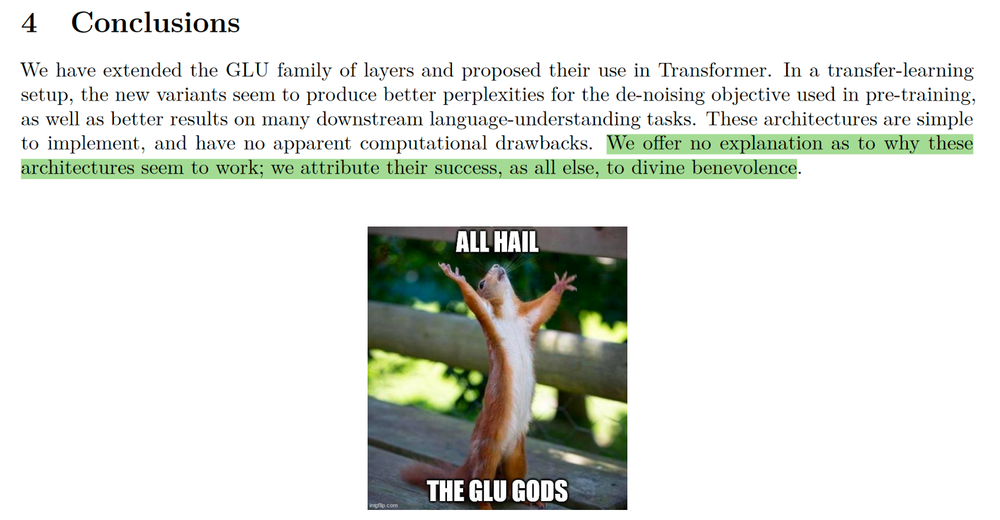 4 Conclusions
We have extended the GLU family of layers and proposed their use in Transformer. In a transfer-learning
setup, the new variants seem to produce better perplexities for the de-noising objective used in pre-training,
as well as better results on many downstream language-understanding tasks. These architectures are simple
to implement, and have no apparent computational drawbacks. We offer no explanation as to why these
architectures seem to work; we attribute their success, as all else, to divine benevolence.
ALL HAIL
THE GLU GODS
imgflip.com